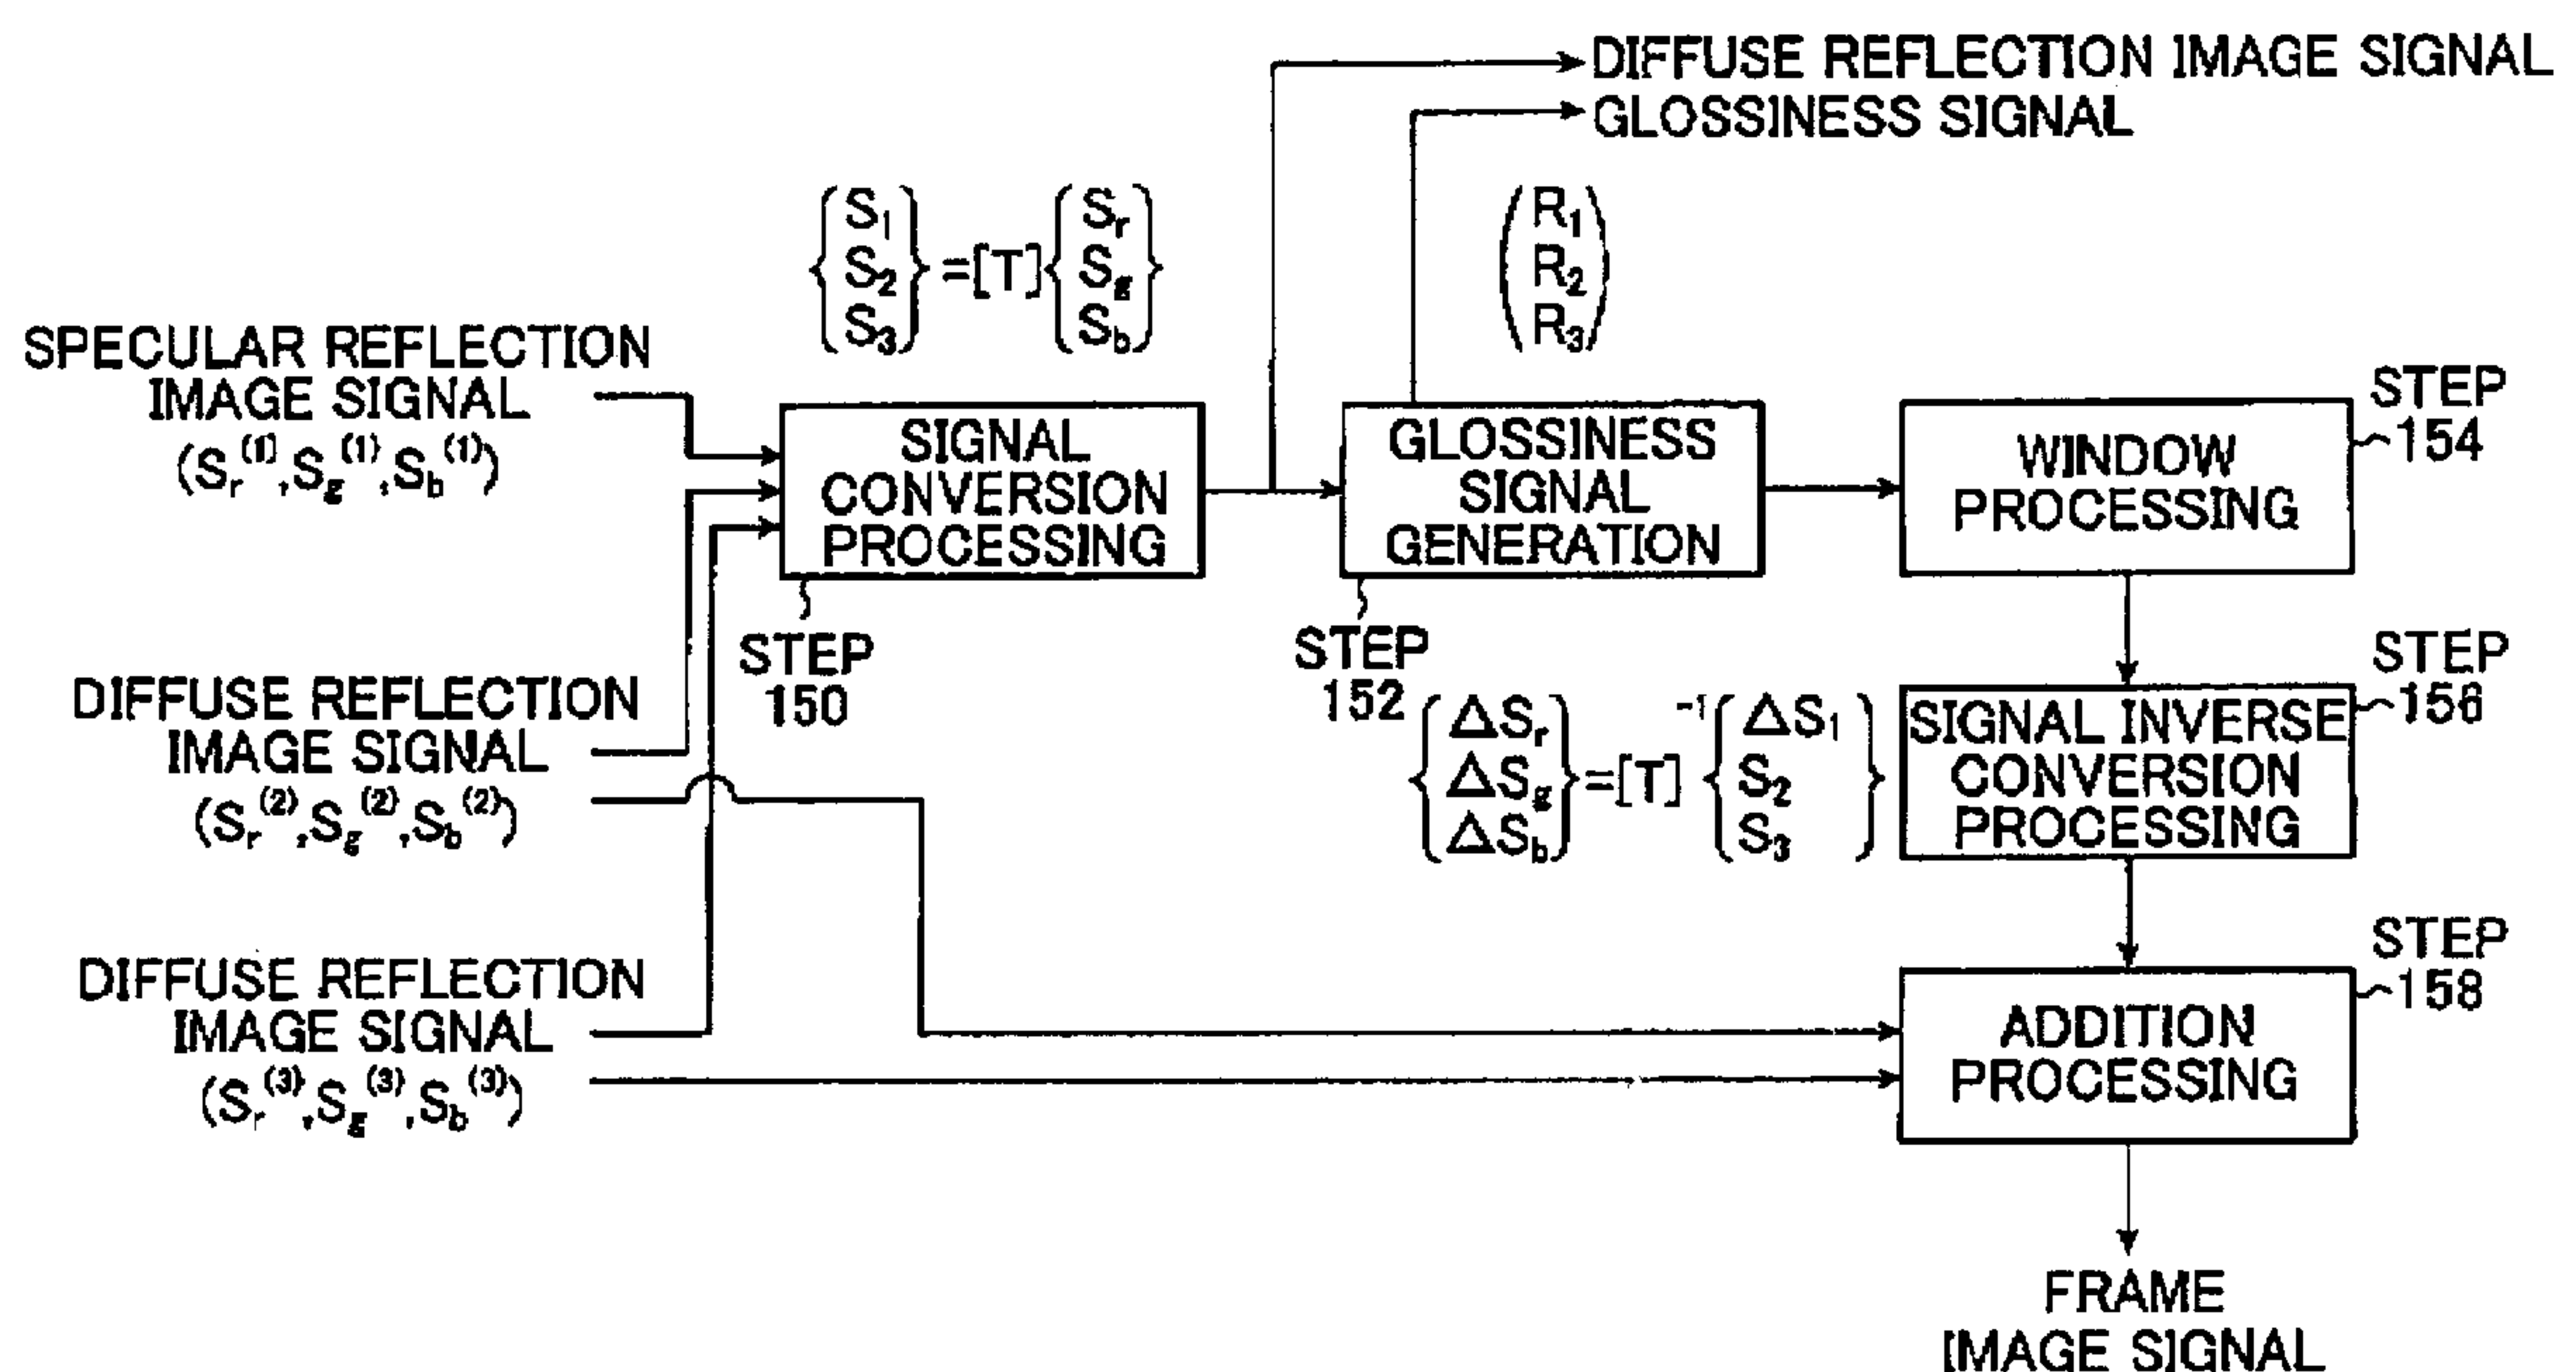 DIFFUSE REFLECTION IMAGE SIGNAL
GLOSSINESS SIGNAL
{S1 S2 S3} =[T] {Sr Sg Sb}
(R1 R2 R3)
SPECULAR REFLECTION
IMAGE SIGNAL
(Sr(1),Sg(1),Sb(1))
SIGNAL
CONVERSION
PROCESSING
STEP
150
GLOSSINESS
SIGNAL
GENERATION
STEP
152
WINDOW
PROCESSING
STEP
154
DIFFUSE REFLECTION
IMAGE SIGNAL
(Sr(2),Sg(2),Sb(2))
{ΔSr ΔSg ΔSb} =[T]-1 {ΔS1 S2 S3}
SIGNAL INVERSE
CONVERSION
PROCESSING
STEP
156
DIFFUSE REFLECTION
IMAGE SIGNAL
(Sr(3),Sg(3),Sb(3))
ADDITION
PROCESSING
STEP
158
FRAME
IMAGE SIGNAL